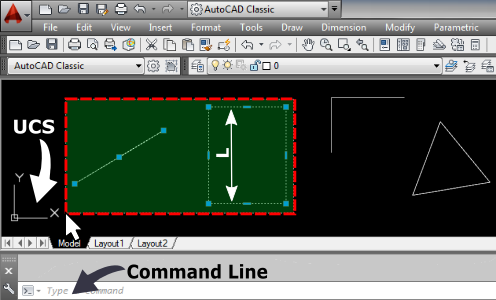 AutoCAD Classic
File Edit View Insert Format Tools Draw Dimension Modify Parametric
AutoCAD Classic 0
UCS
L
Y
X
Model Layout1 Layout2
Command Line
Type Command